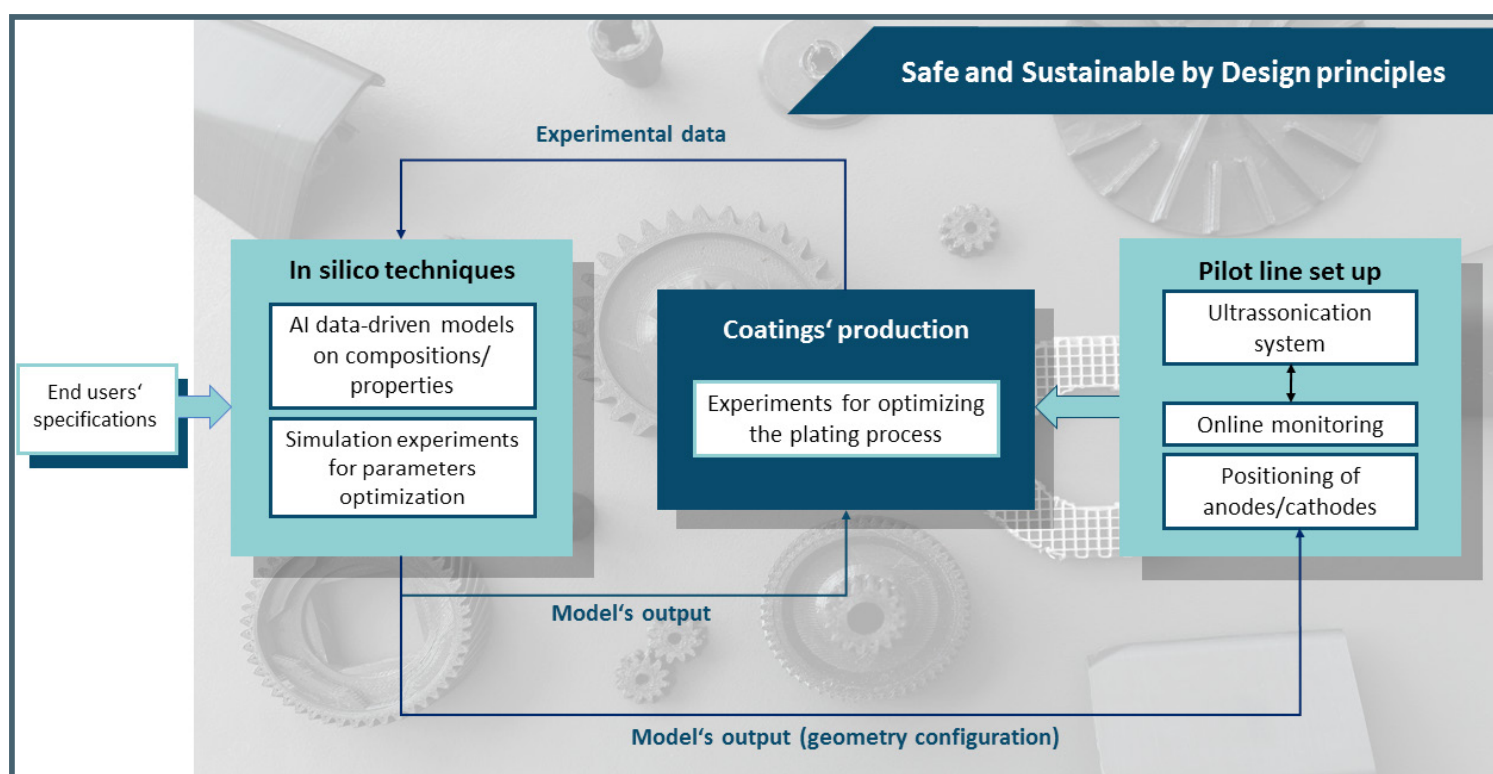 Safe and Sustainable by Design principles
Experimental data
In silico techniques
AI data-driven models
on compositions/
properties
Simulation experiments
for parameters
optimization
End users‘
specifications
Coatings‘ production
Experiments for optimizing
the plating process
Pilot line set up
Ultrassonication
system
Online monitoring
Positioning of
anodes/cathodes
Model‘s output
Model‘s output (geometry configuration)